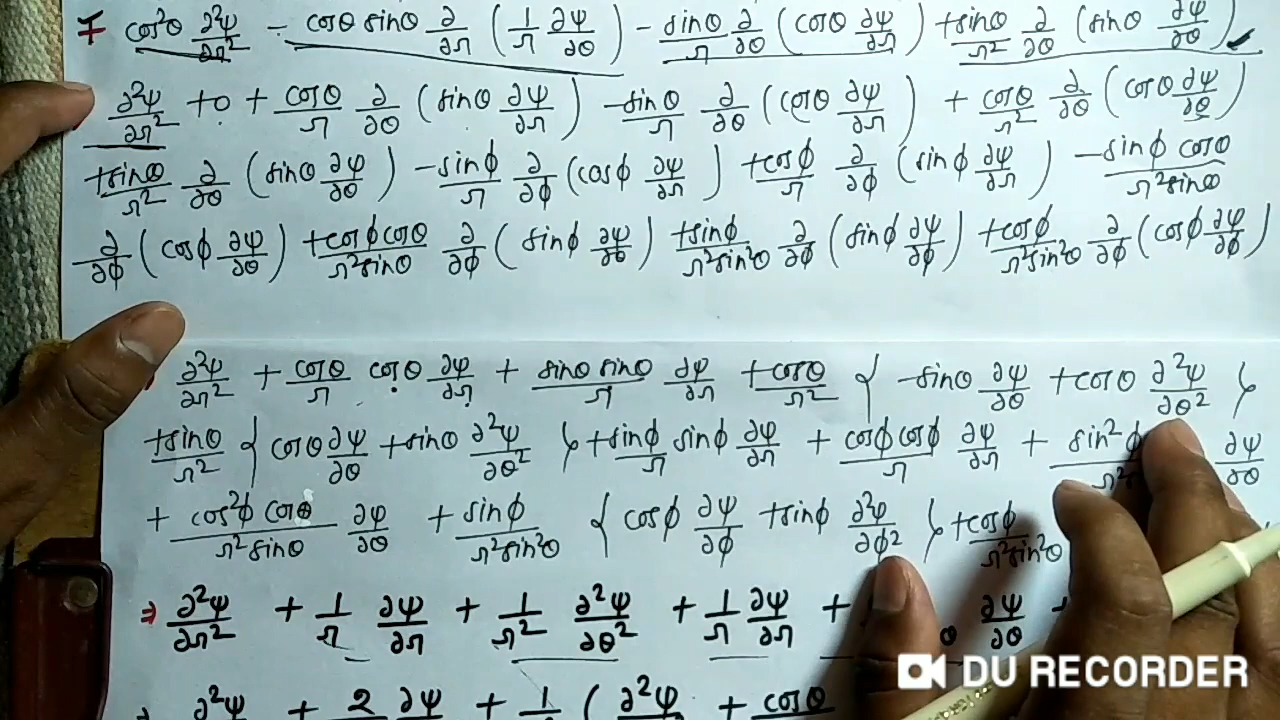 + cos²θ ∂²ψ/∂r² - cosθ sinθ ∂/∂r (1/r ∂ψ/∂θ) - sinθ/r ∂/∂θ (cosθ ∂ψ/∂r) + sinθ/r² ∂/∂θ (sinθ ∂ψ/∂θ)
∂²ψ/∂r² + 0 + cosθ/r ∂/∂θ (sinθ ∂ψ/∂r) - sinθ/r ∂/∂θ (cosθ ∂ψ/∂r) + cosθ/r² ∂/∂θ (cosθ ∂ψ/∂θ)
+ sinθ/r² ∂/∂θ (sinθ ∂ψ/∂θ) - sinϕ/r ∂/∂ϕ (cosϕ ∂ψ/∂r) + cosϕ/r ∂/∂ϕ (sinϕ ∂ψ/∂r) - sinϕ cosθ/r² sinθ
∂/∂ϕ (cosϕ ∂ψ/∂θ) + cosϕ cosθ/r² sinθ ∂/∂ϕ (sinϕ ∂ψ/∂θ) + sinϕ/r² sin²θ ∂/∂ϕ (sinϕ ∂ψ/∂ϕ) + cosϕ/r² sin²θ ∂/∂ϕ (cosϕ ∂ψ/∂ϕ)
∂²ψ/∂r² + cosθ/r cosθ ∂ψ/∂r + sinθ sinθ/r ∂ψ/∂r + cosθ/r² { -sinθ ∂ψ/∂θ + cosθ ∂²ψ/∂θ² }
+ sinθ/r² { cosθ ∂ψ/∂θ + sinθ ∂²ψ/∂θ² } + sinϕ/r sinϕ ∂ψ/∂r + cosϕ cosϕ/r ∂ψ/∂r + sin²ϕ ∂ψ/∂θ
+ cos²ϕ cosθ/r² sinθ ∂ψ/∂θ + sinϕ/r² sin²θ { cosϕ ∂ψ/∂ϕ + sinϕ ∂²ψ/∂ϕ² } + cosϕ/r² sin²θ
⇒ ∂²ψ/∂r² + 1/r ∂ψ/∂r + 1/r² ∂²ψ/∂θ² + 1/r ∂ψ/∂r + ∂ψ/∂θ +
DU RECORDER
∂²ψ + 2 ∂ψ + 1 ( ∂²ψ + cosθ